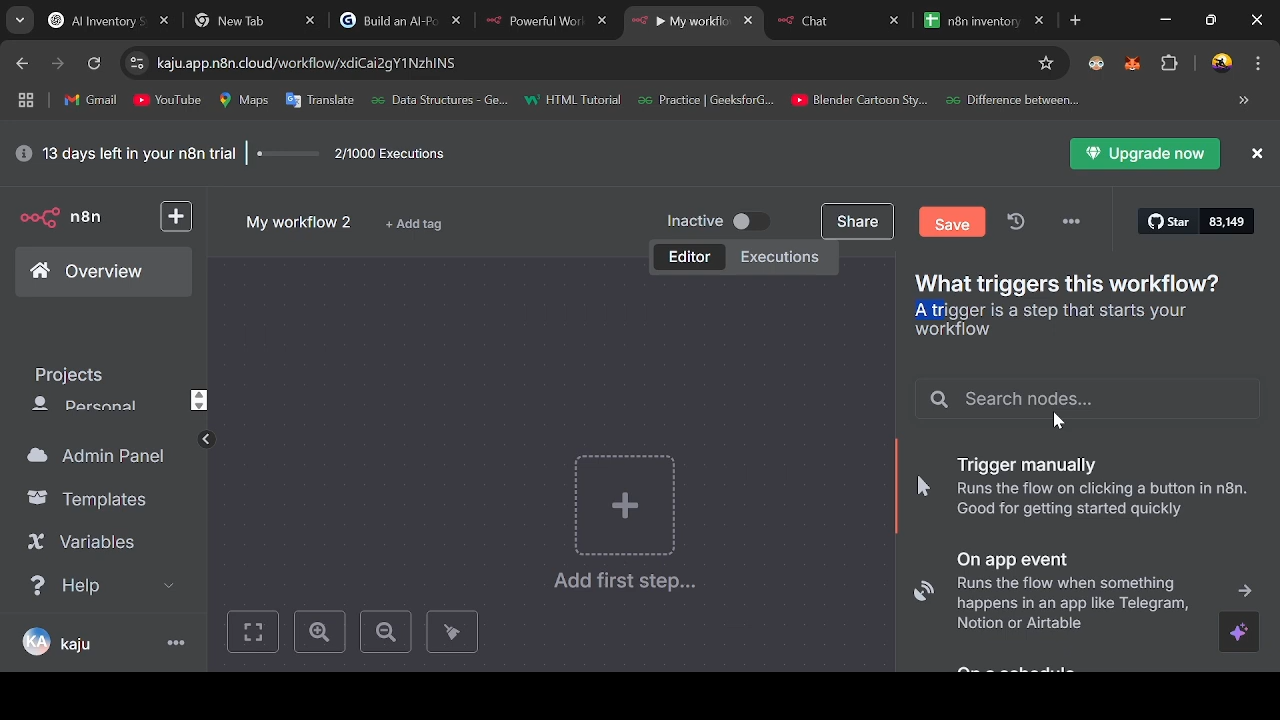 AI Inventory S
New Tab
Build an AI-Po
Powerful Wor
My workflo
Chat
n8n inventory
kaju.app.n8n.cloud/workflow/xdiCai2gY1NzhINS
Gmail
YouTube
Maps
Translate
Data Structures - Ge...
HTML Tutorial
Practice | GeeksforG...
Blender Cartoon Sty...
Difference between...
13 days left in your n8n trial
2/1000 Executions
Upgrade now
n8n
My workflow 2
+ Add tag
Inactive
Share
Save
Star
83,149
Overview
Editor
Executions
What triggers this workflow?
A trigger is a step that starts your
workflow
Projects
Personal
Search nodes...
Admin Panel
Templates
Variables
Help
KA
kaju
Add first step...
Trigger manually
Runs the flow on clicking a button in n8n.
Good for getting started quickly
On app event
Runs the flow when something
happens in an app like Telegram,
Notion or Airtable
On a schedule